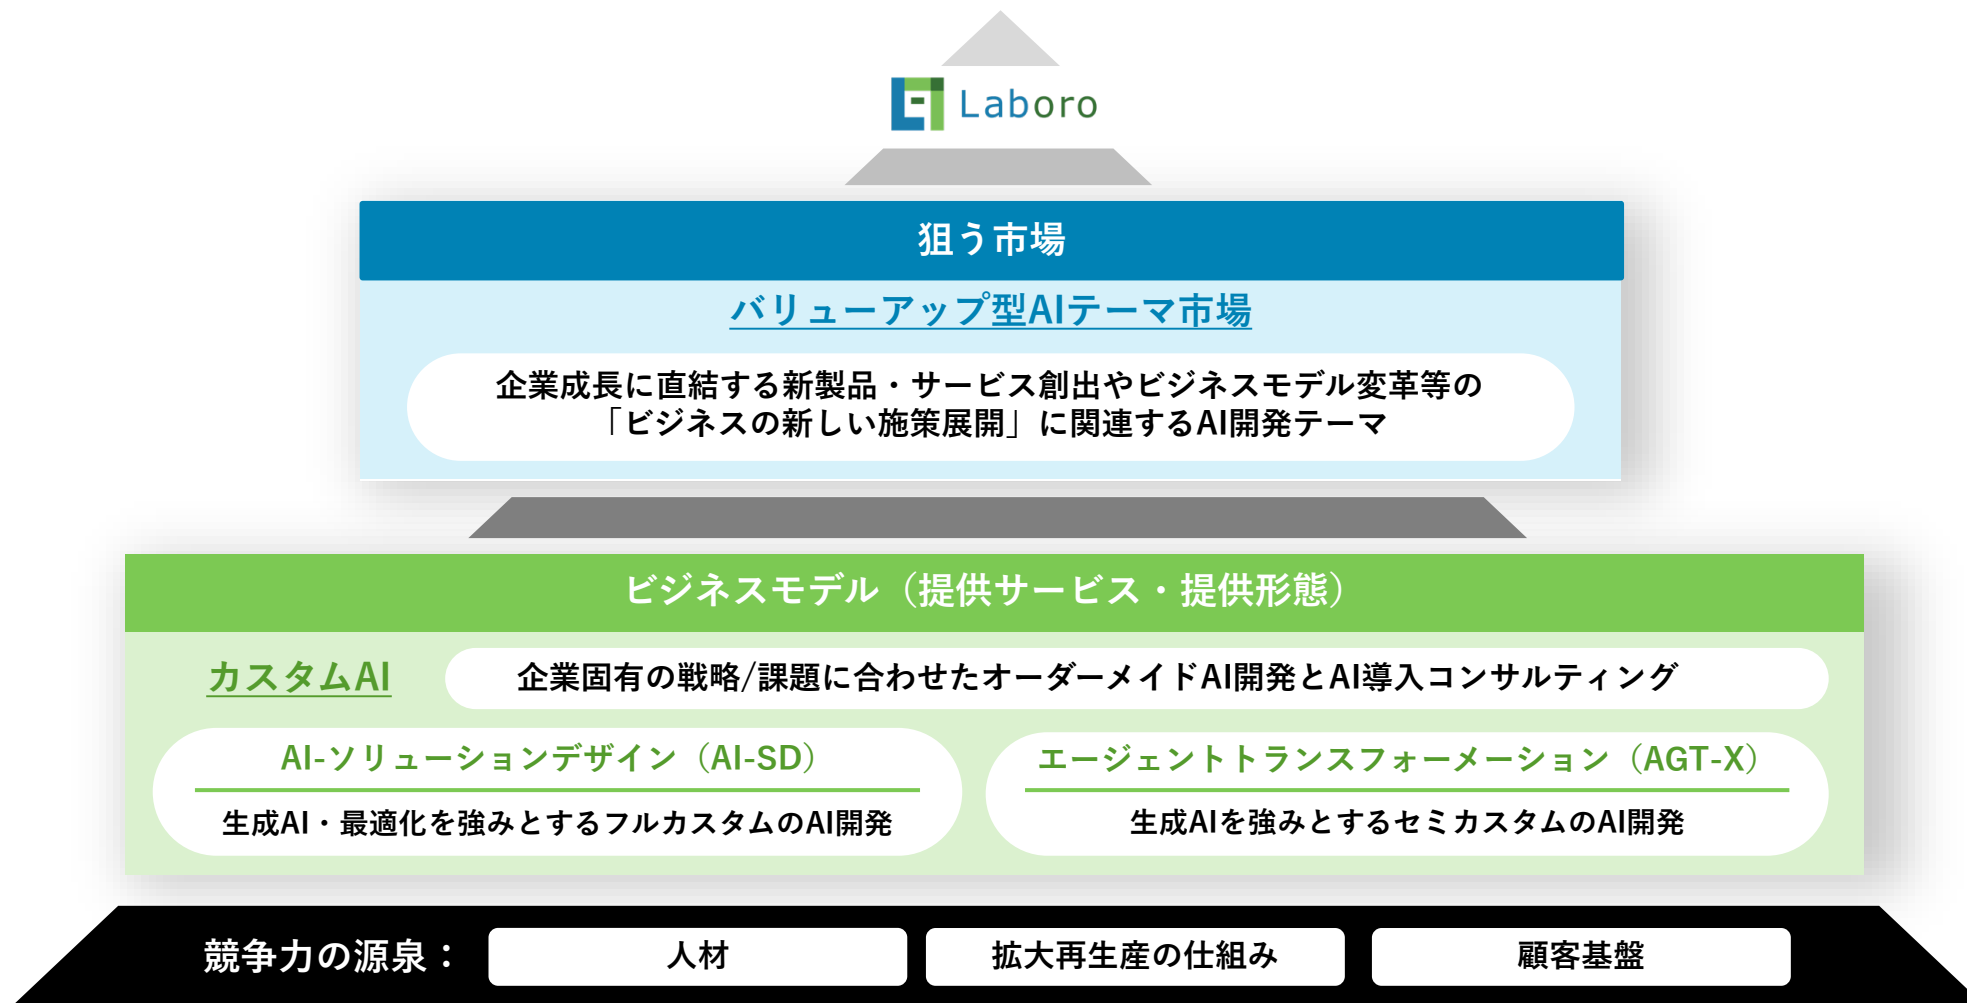 Laboro
狙う市場
バリューアップ型AIテーマ市場
企業成長に直結する新製品・サービス創出やビジネスモデル変革等の
「ビジネスの新しい施策展開」に関連するAI開発テーマ
ビジネスモデル（提供サービス・提供形態）
カスタムAI
企業固有の戦略/課題に合わせたオーダーメイドAI開発とAI導入コンサルティング
AI-ソリューションデザイン（AI-SD）
生成AI・最適化を強みとするフルカスタムのAI開発
エージェントトランスフォーメーション（AGT-X）
生成AIを強みとするセミカスタムのAI開発
競争力の源泉：
人材
拡大再生産の仕組み
顧客基盤